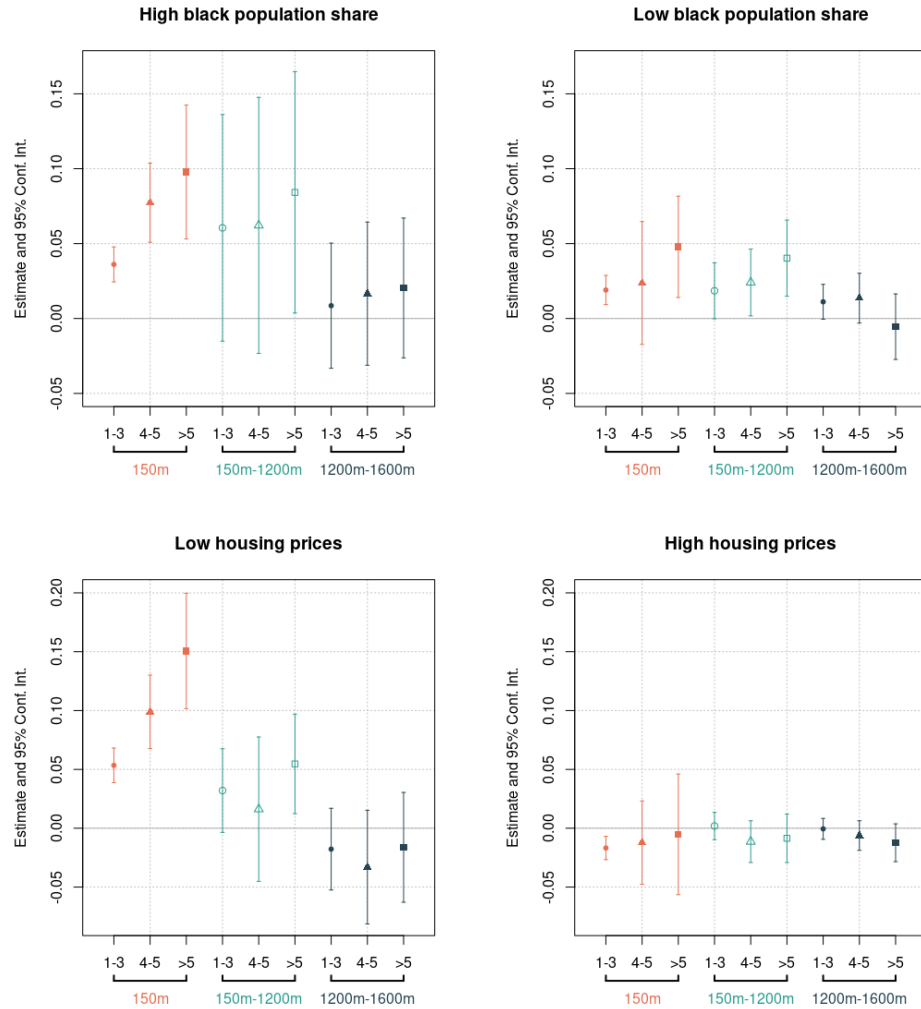 High black population share
Estimate and 95% Conf. Int.
0.15
0.10
0.05
0.00
-0.05
1-3 4-5 >5 1-3 4-5 >5 1-3 4-5 >5
150m 150m-1200m 1200m-1600m
Low black population share
Estimate and 95% Conf. Int.
0.15
0.10
0.05
0.00
-0.05
1-3 4-5 >5 1-3 4-5 >5 1-3 4-5 >5
150m 150m-1200m 1200m-1600m
Low housing prices
Estimate and 95% Conf. Int.
0.20
0.15
0.10
0.05
0.00
-0.05
1-3 4-5 >5 1-3 4-5 >5 1-3 4-5 >5
150m 150m-1200m 1200m-1600m
High housing prices
Estimate and 95% Conf. Int.
0.20
0.15
0.10
0.05
0.00
-0.05
1-3 4-5 >5 1-3 4-5 >5 1-3 4-5 >5
150m 150m-1200m 1200m-1600m